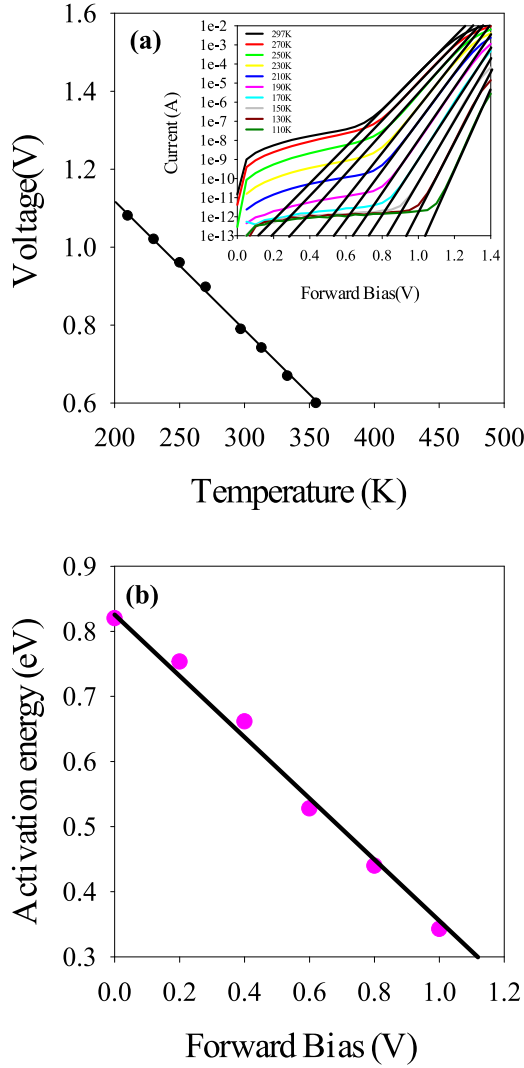 (a)
Voltage(V)
1.6
1.4
1.2
1.0
0.8
0.6
200 250 300 350 400 450 500
Temperature (K)
Current (A)
1e-2
1e-3
1e-4
1e-5
1e-6
1e-7
1e-8
1e-9
1e-10
1e-11
1e-12
1e-13
297K
270K
250K
230K
210K
190K
170K
150K
130K
110K
0.0 0.2 0.4 0.6 0.8 1.0 1.2 1.4
Forward Bias(V)
(b)
Activation energy (eV)
0.9
0.8
0.7
0.6
0.5
0.4
0.3
0.0 0.2 0.4 0.6 0.8 1.0 1.2
Forward Bias (V)